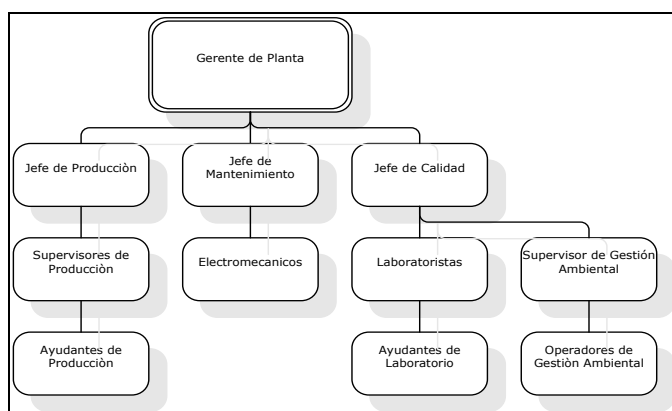 Gerente de Planta
Jefe de Producciòn
Jefe de
Mantenimiento
Jefe de Calidad
Supervisores de
Producciòn
Electromecanicos
Laboratoristas
Supervisor de Gestión
Ambiental
Ayudantes de
Producciòn
Ayudantes de
Laboratorio
Operadores de
Gestiòn Ambiental